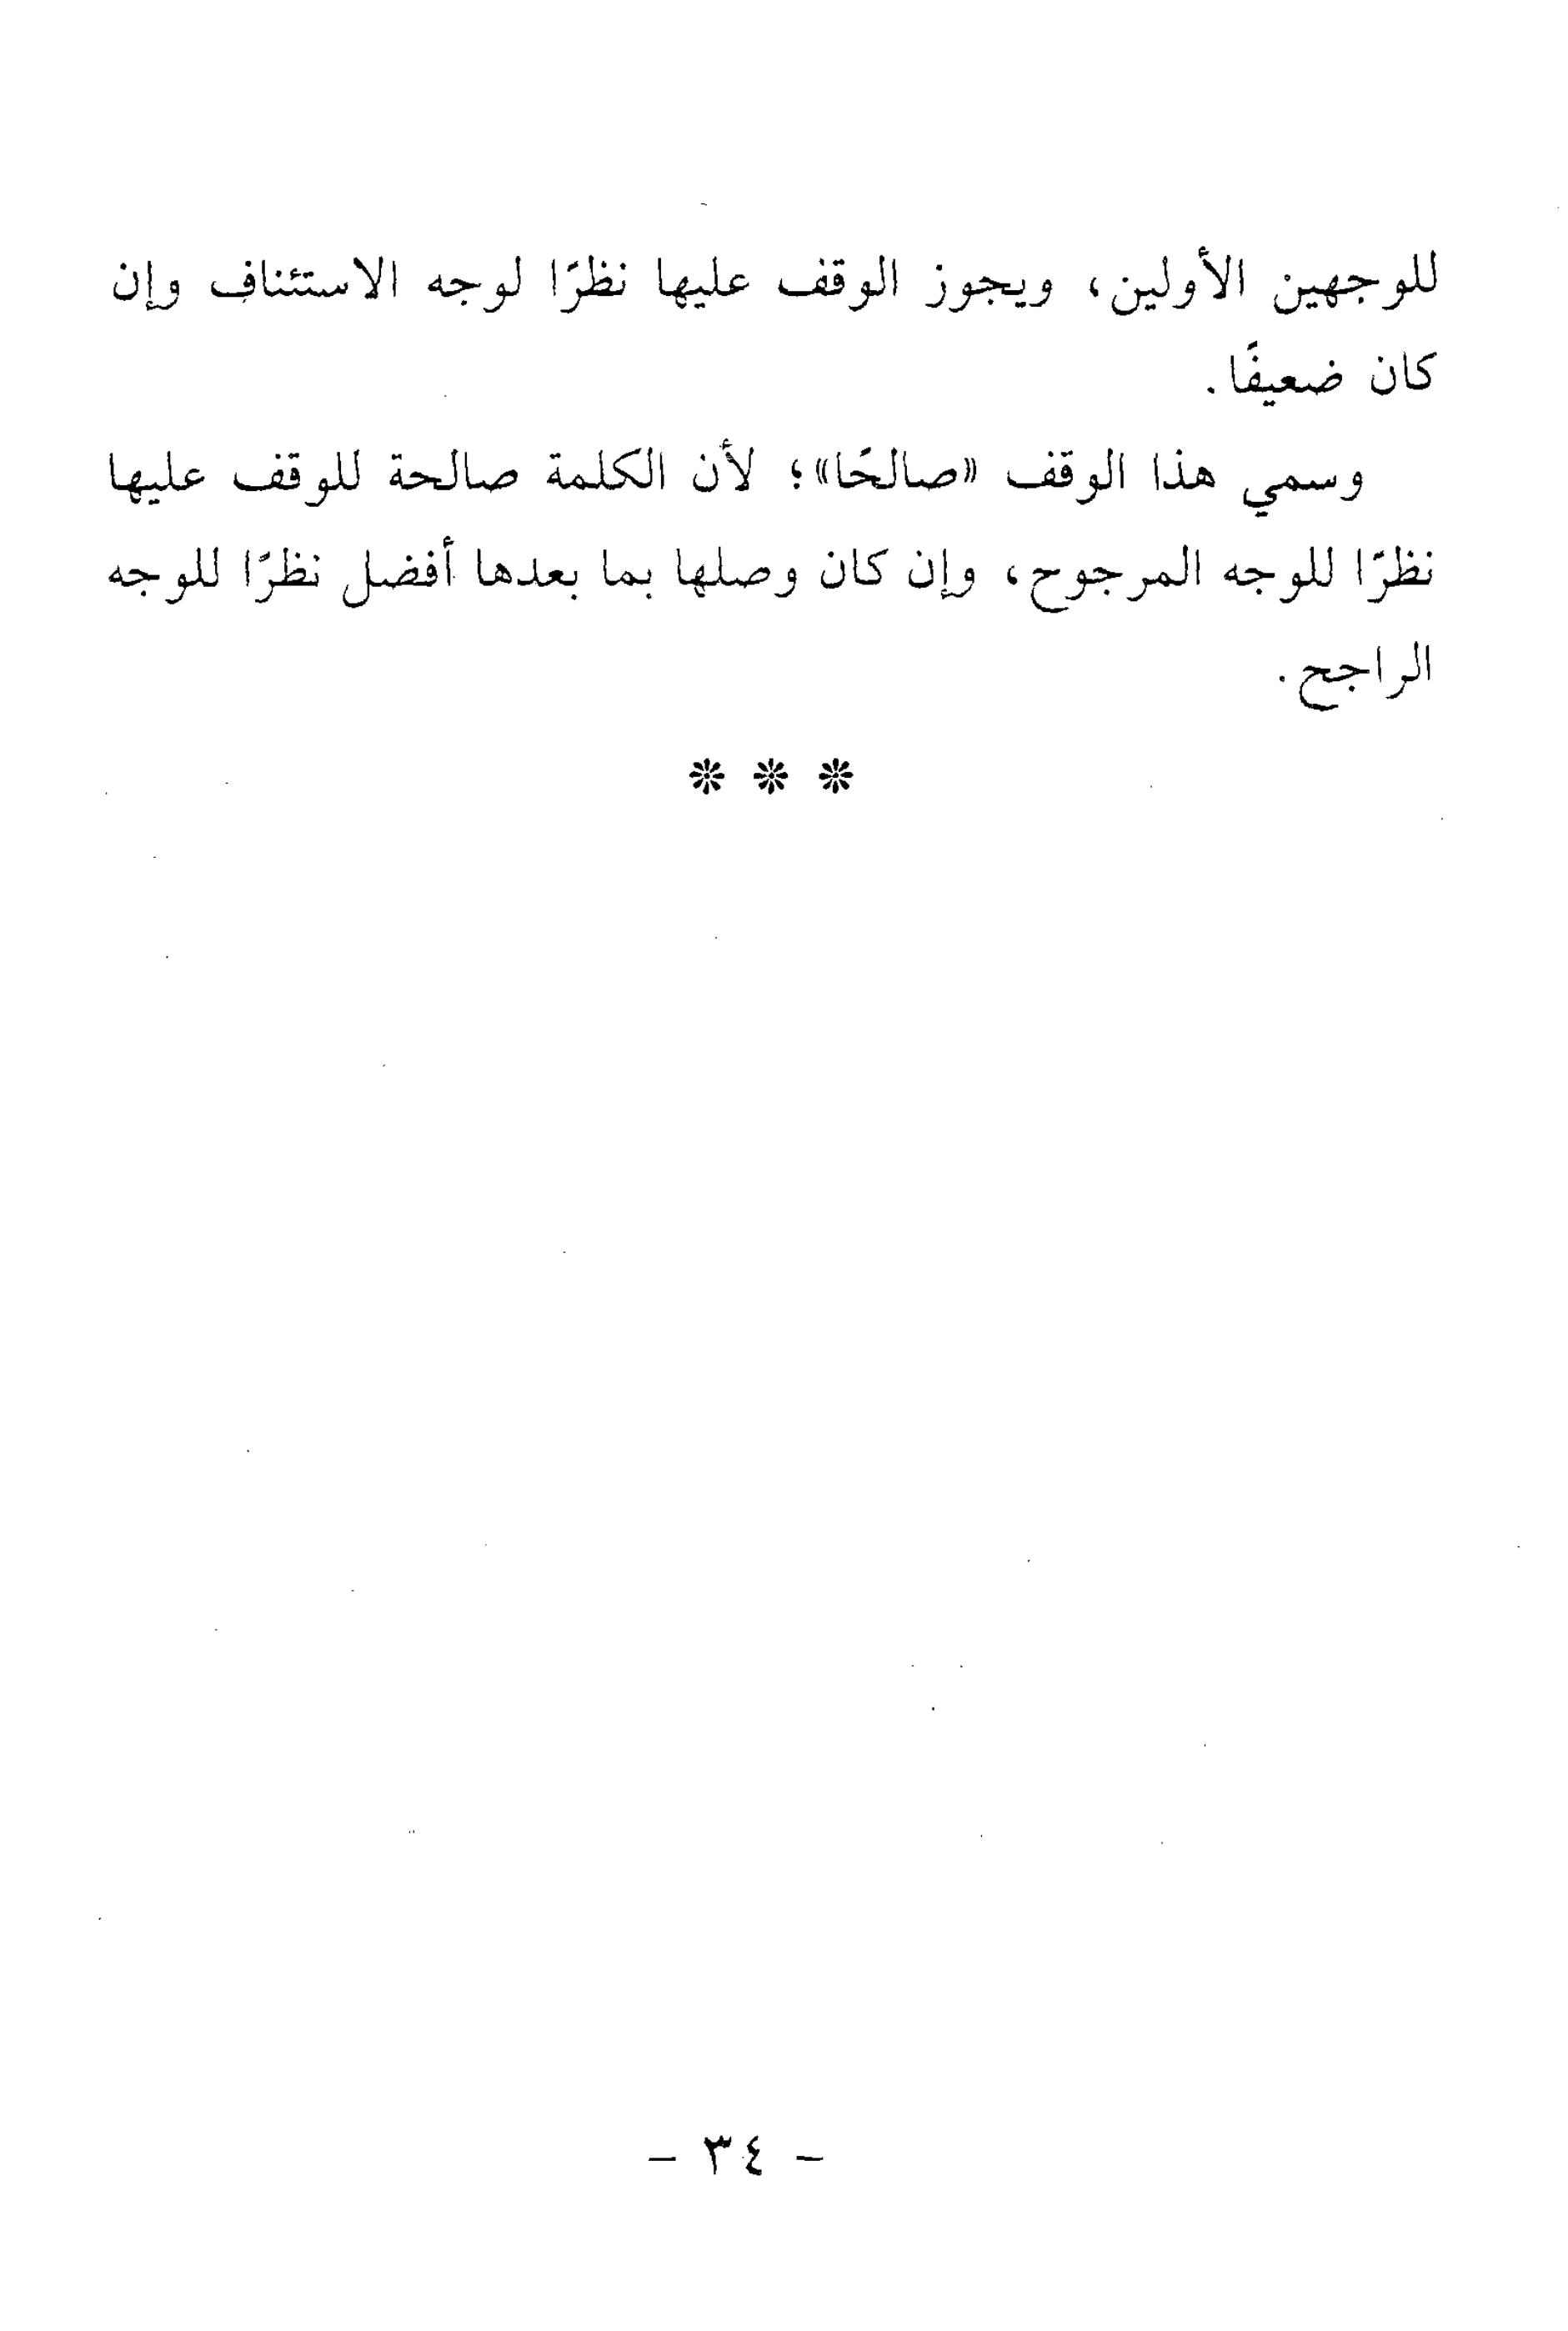 للوجهين الأولين، ويجوز الوقف عليها نظرًا لوجه الاستئناف وإن
كان ضعيفًا.
وسمي هذا الوقف «صالحًا»؛ لأن الكلمة صالحة للوقف عليها
نظرًا للوجه المرجوح، وإن كان وصلها بما بعدها أفضل نظرًا للوجه
الراجح.
* * *
- ٣٤ -